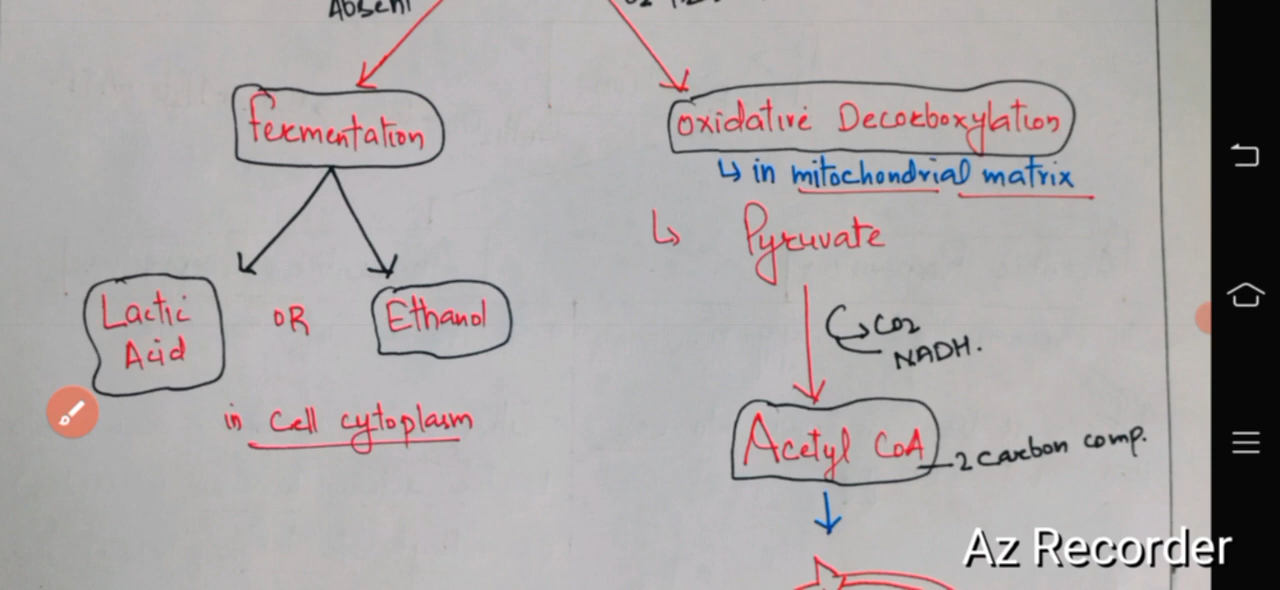 Absent
fermentation
oxidative Decarboxylation
↳ in mitochondrial matrix
↳ Pyruvate
Lactic
Acid
OR
Ethanol
CO2
NADH.
in cell cytoplasm
Acetyl CoA
2 carbon comp.
Az Recorder